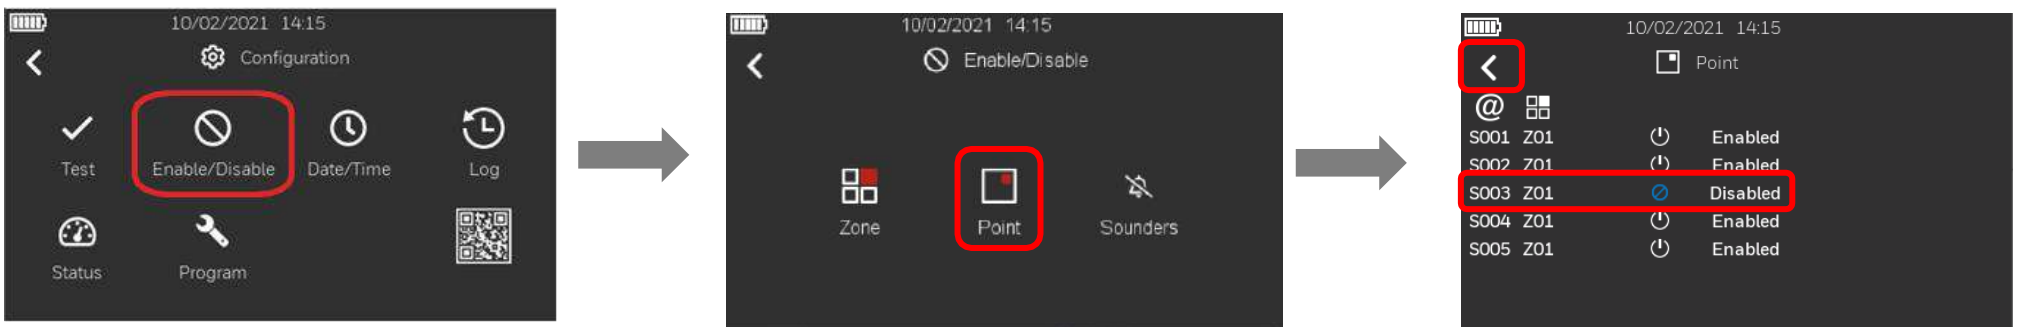 10/02/2021 14:15
Configuration
Test
Enable/Disable
Date/Time
Log
Status
Program
10/02/2021 14:15
Enable/Disable
Zone
Point
Sounders
10/02/2021 14:15
Point
@
S001 Z01 Enabled
S002 Z01 Enabled
S003 Z01 Disabled
S004 Z01 Enabled
S005 Z01 Enabled